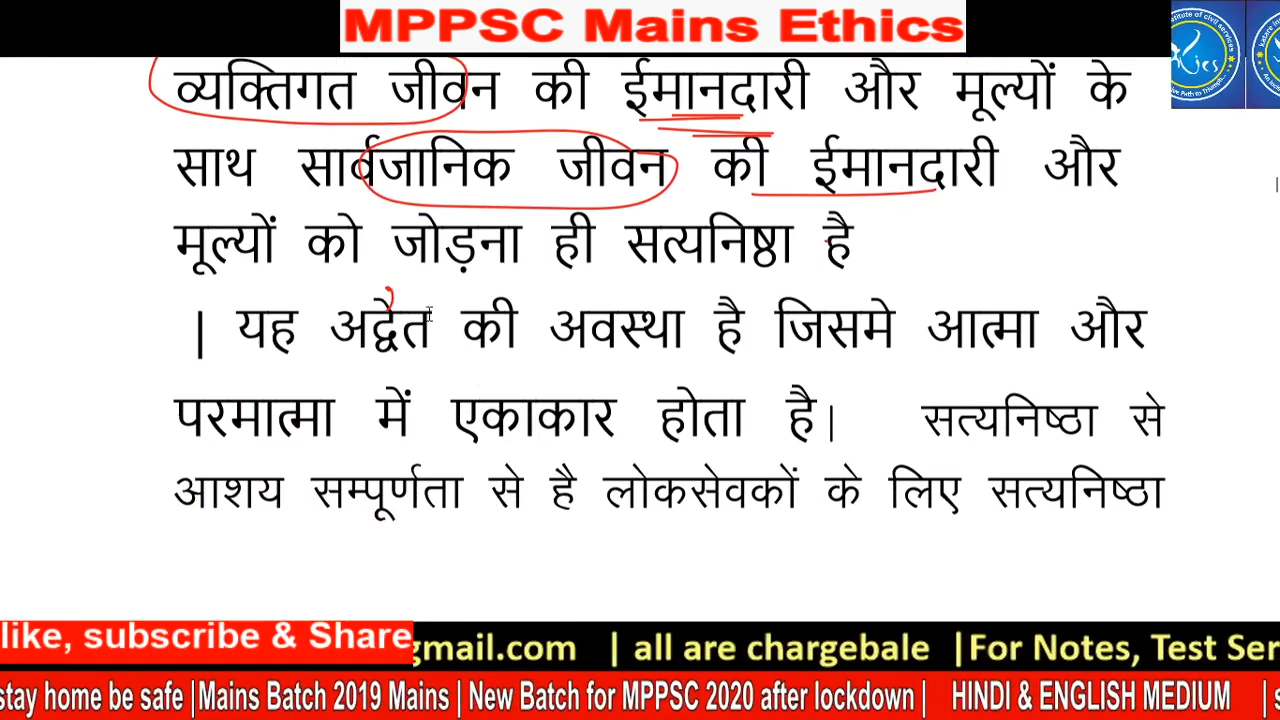 MPPSC Mains Ethics
व्यक्तिगत जीवन की ईमानदारी और मूल्यों के
साथ सार्वजानिक जीवन की ईमानदारी और
मूल्यों को जोड़ना ही सत्यनिष्ठा है
| यह अद्वेत की अवस्था है जिसमे आत्मा और
परमात्मा में एकाकार होता है| सत्यनिष्ठा से
आशय सम्पूर्णता से है लोकसेवकों के लिए सत्यनिष्ठा
like, subscribe & Share
gmail.com | all are chargebale |For Notes, Test Ser
stay home be safe |Mains Batch 2019 Mains | New Batch for MPPSC 2020 after lockdown | HINDI & ENGLISH MEDIUM | s